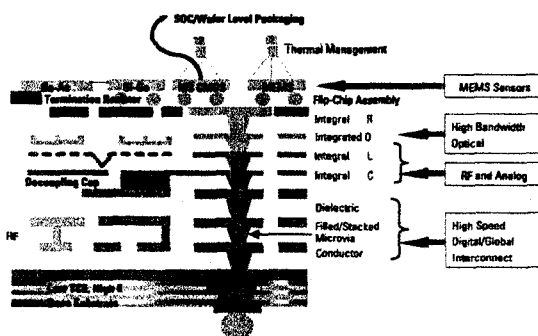 SOC/Wafer Level Packaging
Thermal Management
MEMS
MEMS Sensors
Termination Resistor
Flip-Chip Assembly
Integral R
Integrated O
High Bandwidth
Optical
Integral L
Integral C
RF and Analog
Decoupling Cap
Dielectric
RF
Filled/Stacked
Microvia
Conductor
High Speed
Digital/Global
Interconnect